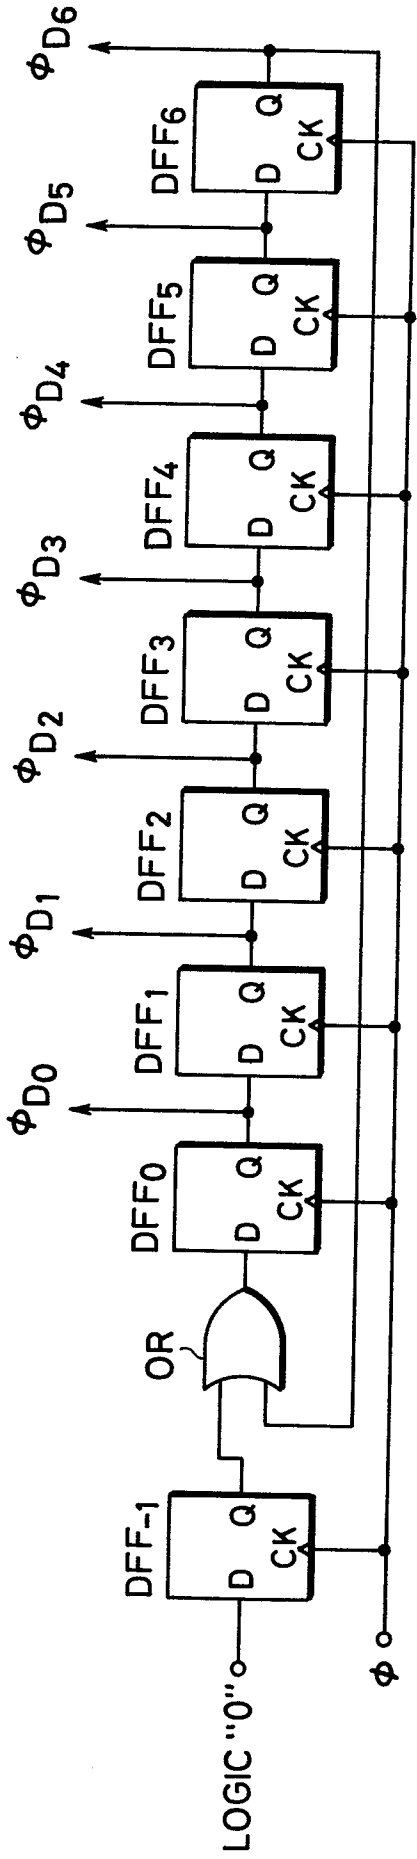 ΦD0 ΦD1 ΦD2 ΦD3 ΦD4 ΦD5 ΦD6
DFF-1 OR DFF0 DFF1 DFF2 DFF3 DFF4 DFF5 DFF6
LOGIC "0" D Q D Q D Q D Q D Q D Q D Q D Q
CK CK CK CK CK CK CK CK
Φ